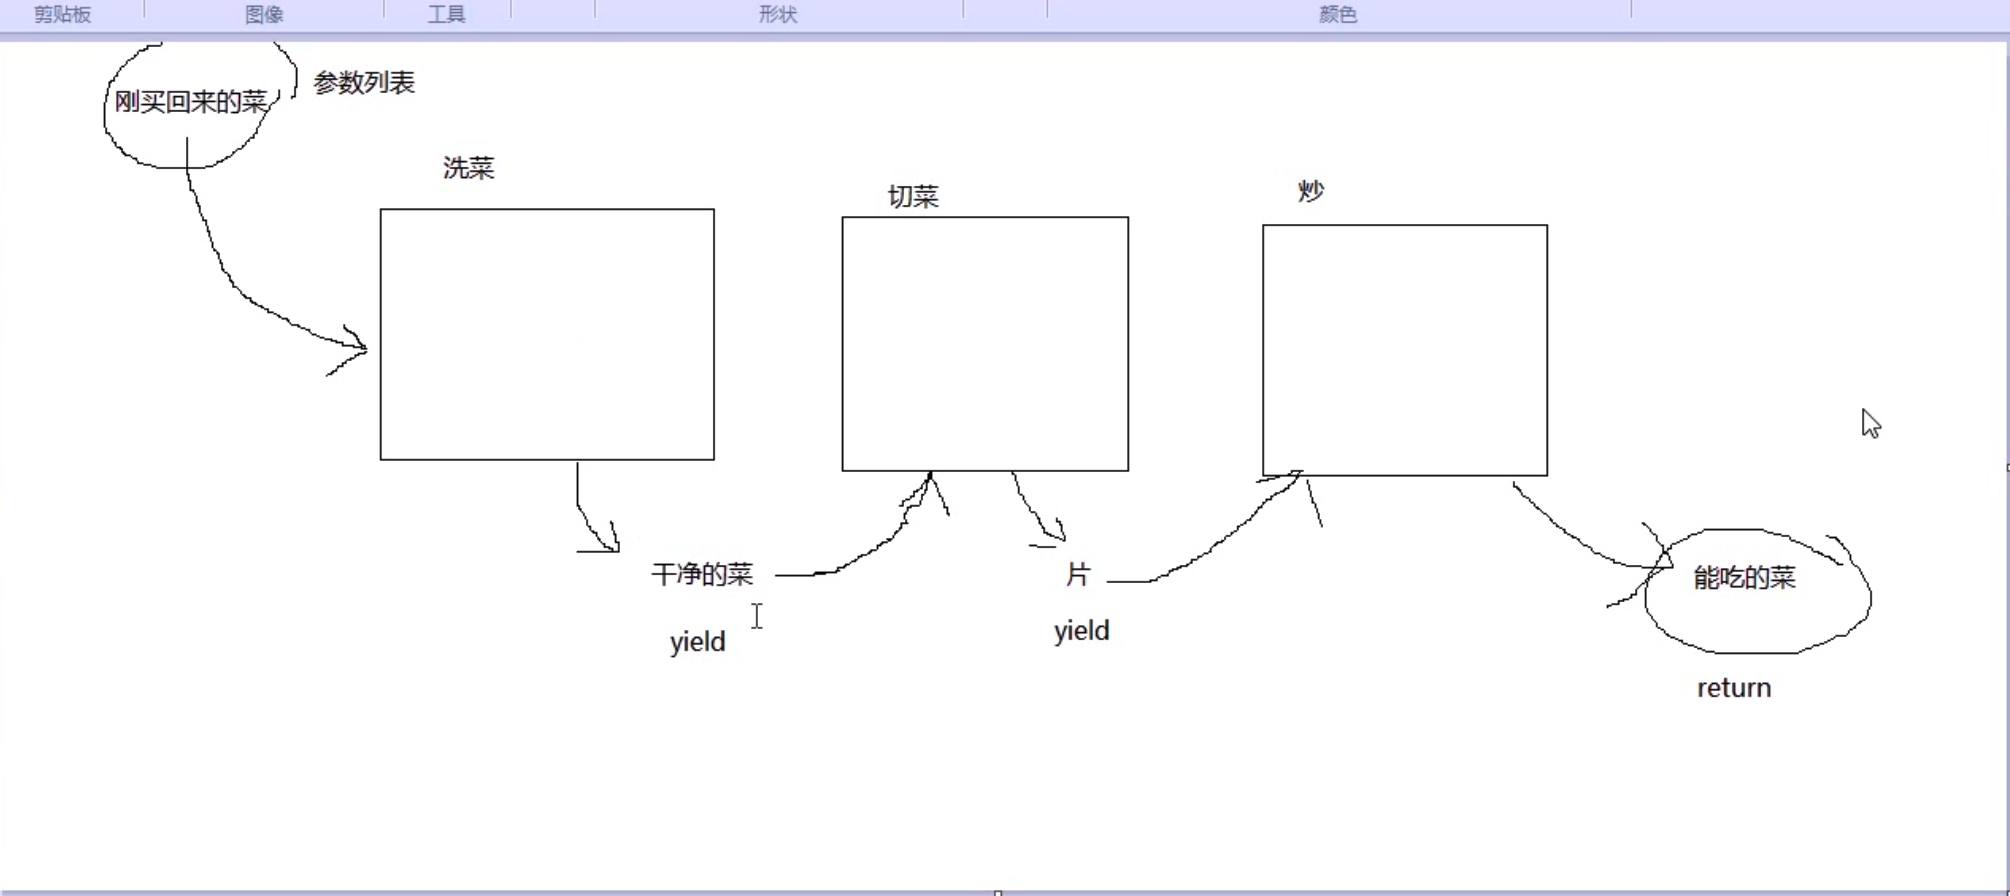 剪贴板
图像
工具
形状
颜色
刚买回来的菜
参数列表
洗菜
切菜
炒
干净的菜
片
能吃的菜
yield
yield
return